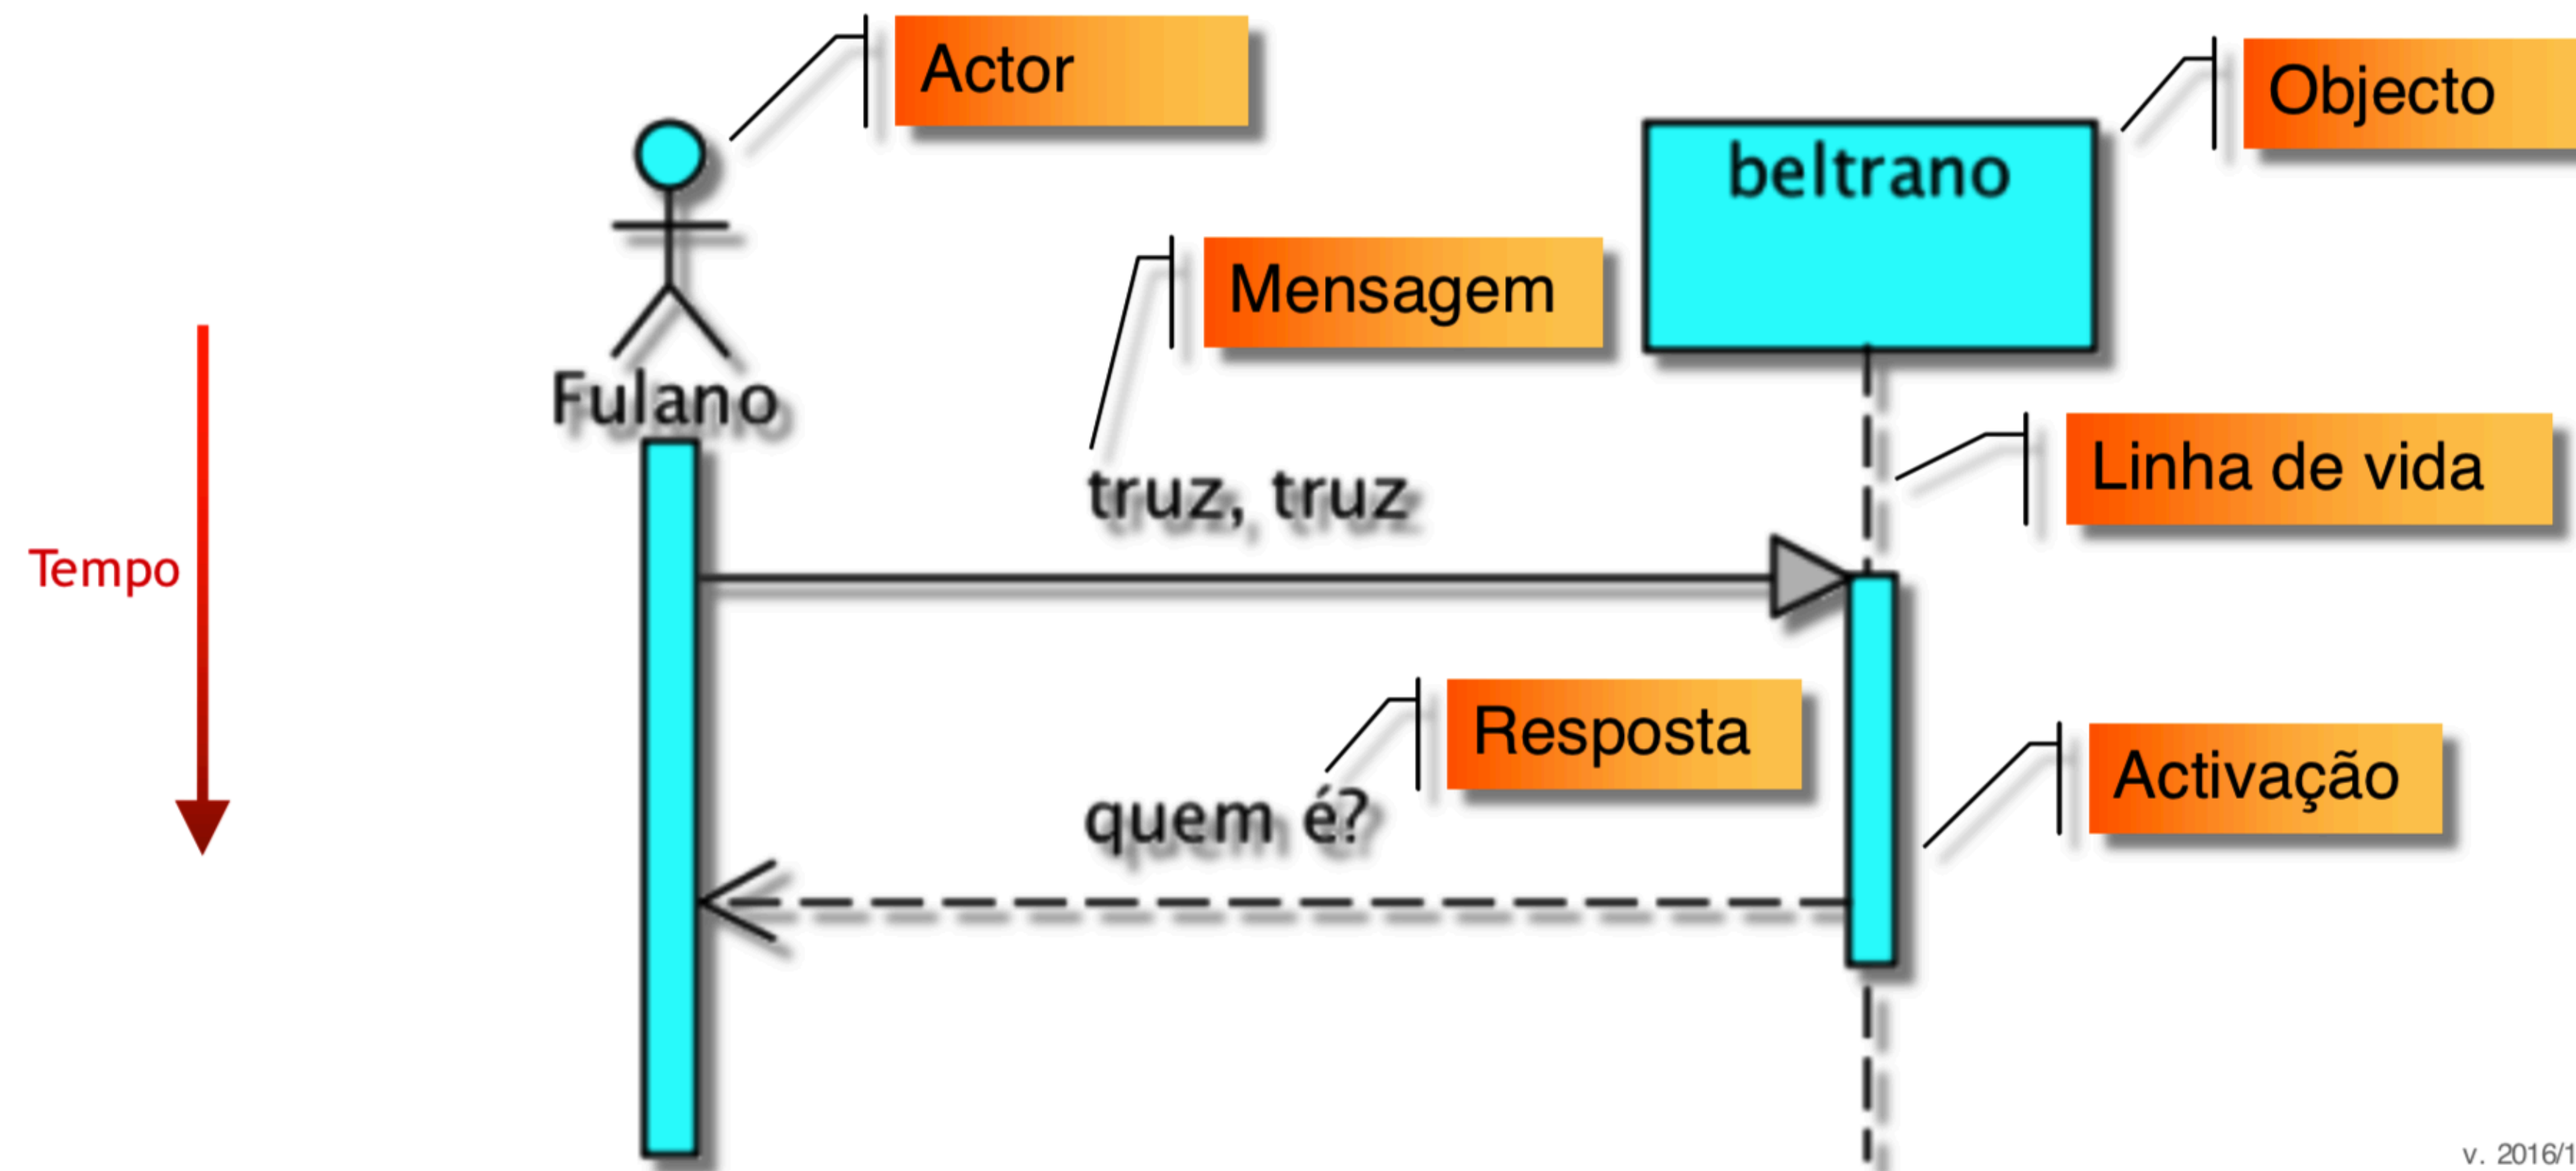 Actor
Objecto
beltrano
Mensagem
Fulano
Linha de vida
truz, truz
Tempo
Resposta
Activação
quem é?
v. 2016/1